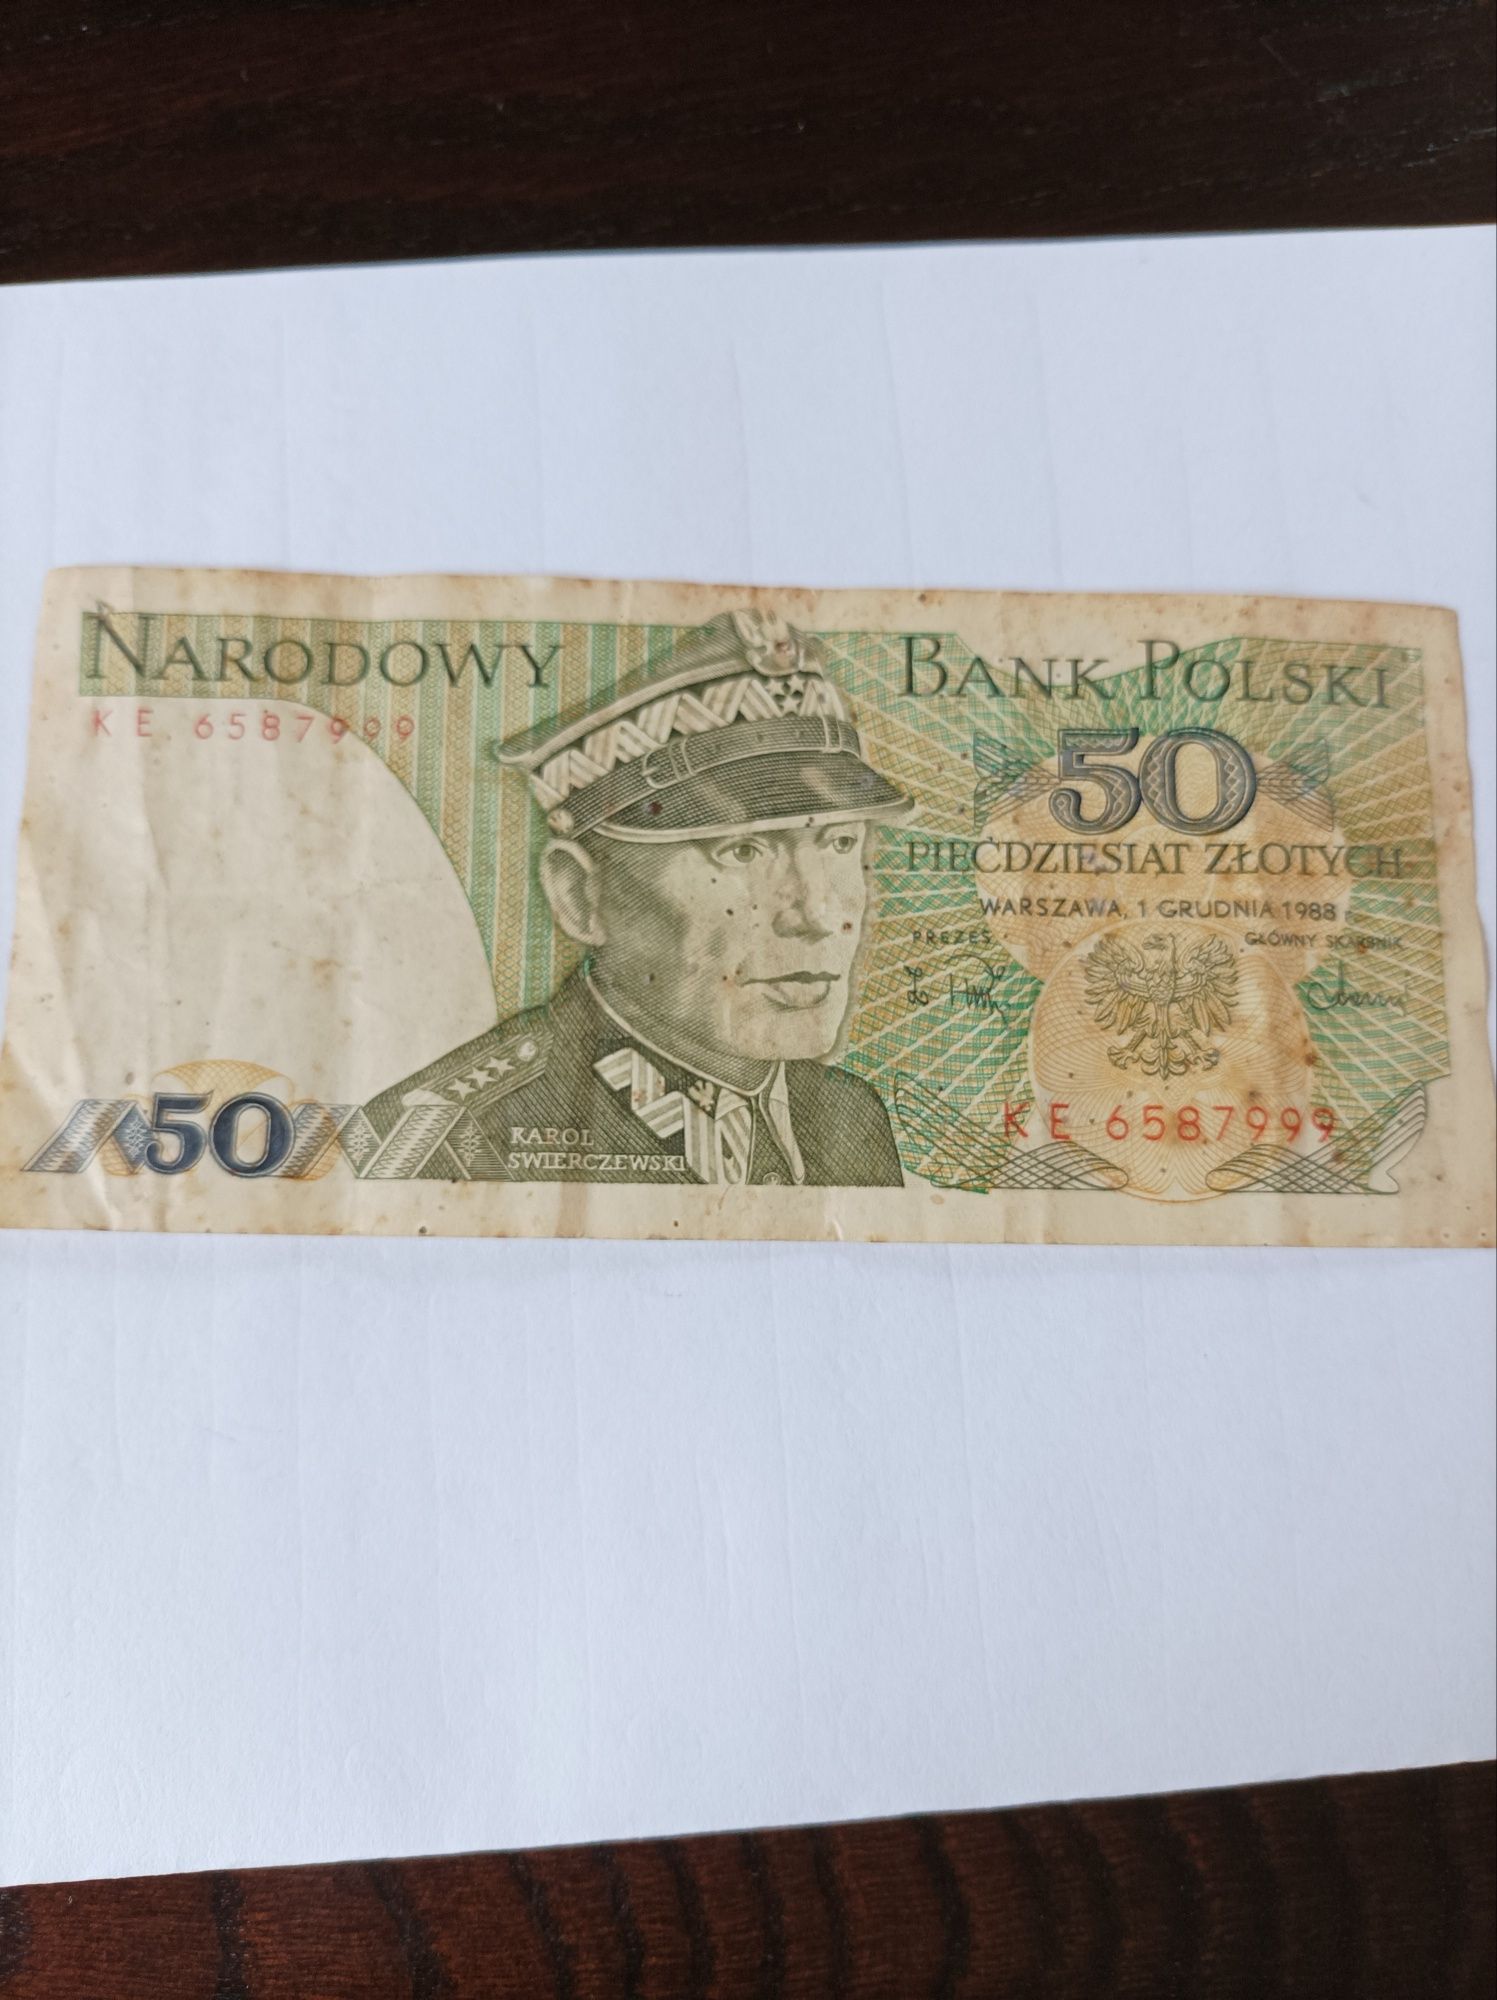 NARODOWY BANK POLSKI
KE 6587999
50
PIĘĆDZIESIĄT ZŁOTYCH
WARSZAWA, 1 GRUDNIA 1988 r.
PREZES GŁÓWNY SKARBNIK
KE 6587999
50
KAROL
ŚWIERCZEWSKI